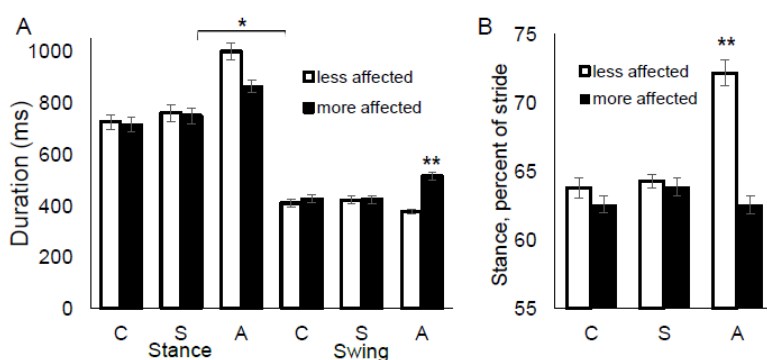 A
*
Duration (ms)
1000
800
600
400
200
0
less affected
more affected
**
C S A C S A
Stance Swing
B
Stance, percent of stride
75
70
65
60
55
**
less affected
more affected
C S A